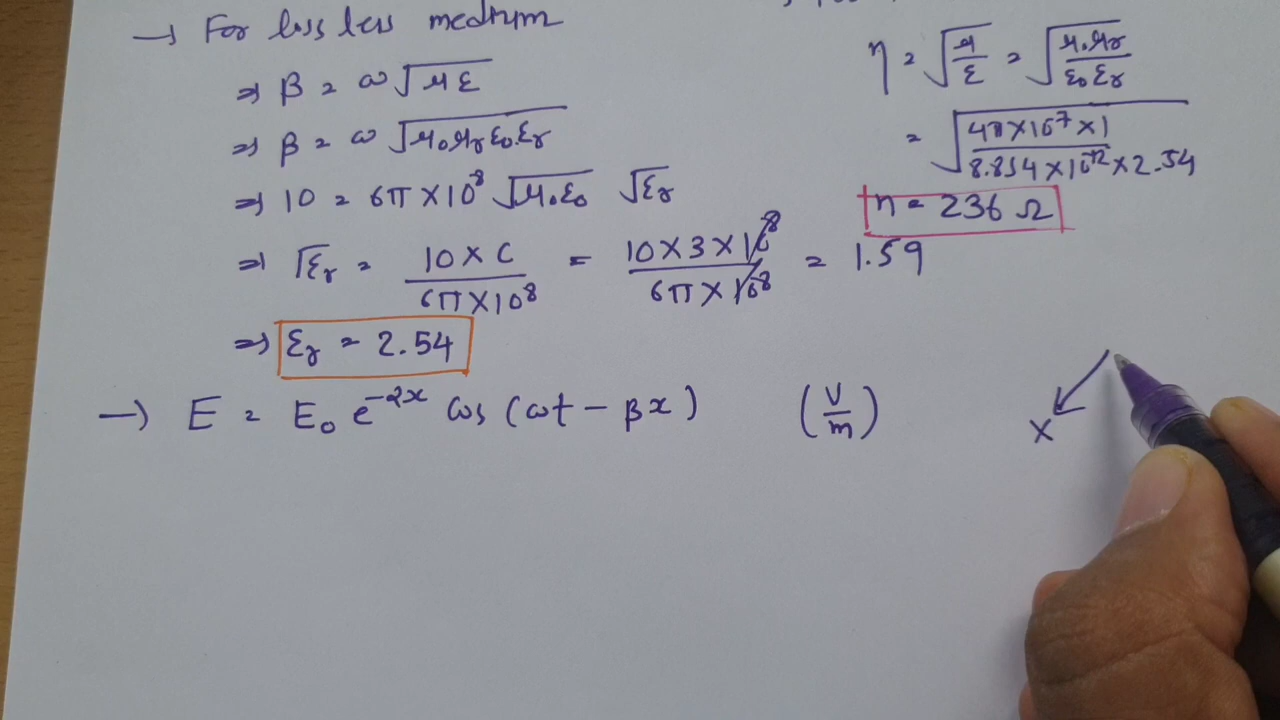 → For loss less medium
⇒ β = ω√με
⇒ β = ω √μ₀μᵣε₀εᵣ
⇒ 10 = 6π × 10⁸ √μ₀ε₀ √εᵣ
⇒ √εᵣ = 10 × C / 6π × 10⁸ = 10 × 3 × 10⁸ / 6π × 10⁸ = 1.59
⇒ εᵣ = 2.54
→ E = E₀ e⁻²ˣ cos (ωt − βx) (V/m)
η = √μ/ε = √μ₀μᵣ/ε₀εᵣ
= √4π×10⁻⁷×1 / 8.854×10⁻¹²×2.54
η = 236 Ω
x